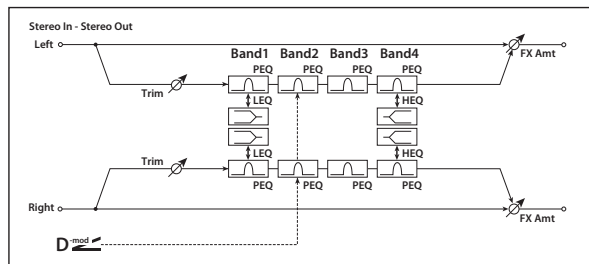 Stereo In - Stereo Out
Left
Band1 Band2 Band3 Band4
FX Amt
PEQ PEQ PEQ PEQ
Trim
LEQ HEQ
Trim
LEQ HEQ
PEQ PEQ PEQ PEQ
Right
FX Amt
D-mod